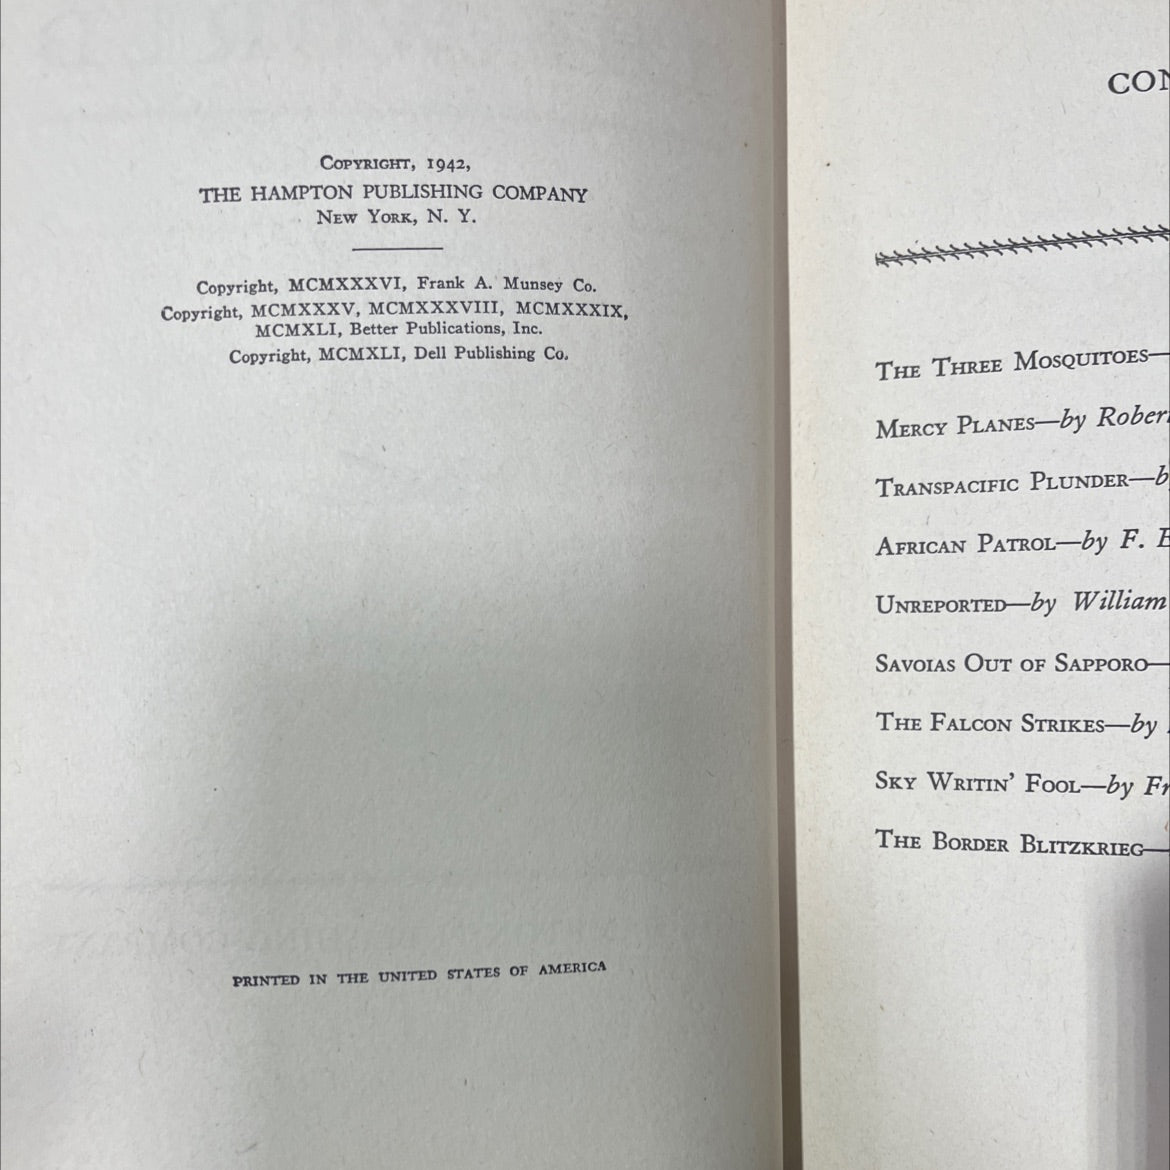 COPYRIGHT, 1942,
THE HAMPTON PUBLISHING COMPANY
NEW YORK, N. Y.
Copyright, MCMXXXVI, Frank A. Munsey Co.
Copyright, MCMXXXV, MCMXXXVIII, MCMXXXIX,
MCMXLI, Better Publications, Inc.
Copyright, MCMXLI, Dell Publishing Co.
PRINTED IN THE UNITED STATES OF AMERICA
CON
THE THREE MOSQUITOES—
MERCY PLANES—by Rober
TRANSPACIFIC PLUNDER—b
AFRICAN PATROL—by F. E
UNREPORTED—by William
SAVOIAS OUT OF SAPPORO—
THE FALCON STRIKES—by
SKY WRITIN' FOOL—by Fr
THE BORDER BLITZKRIEG—